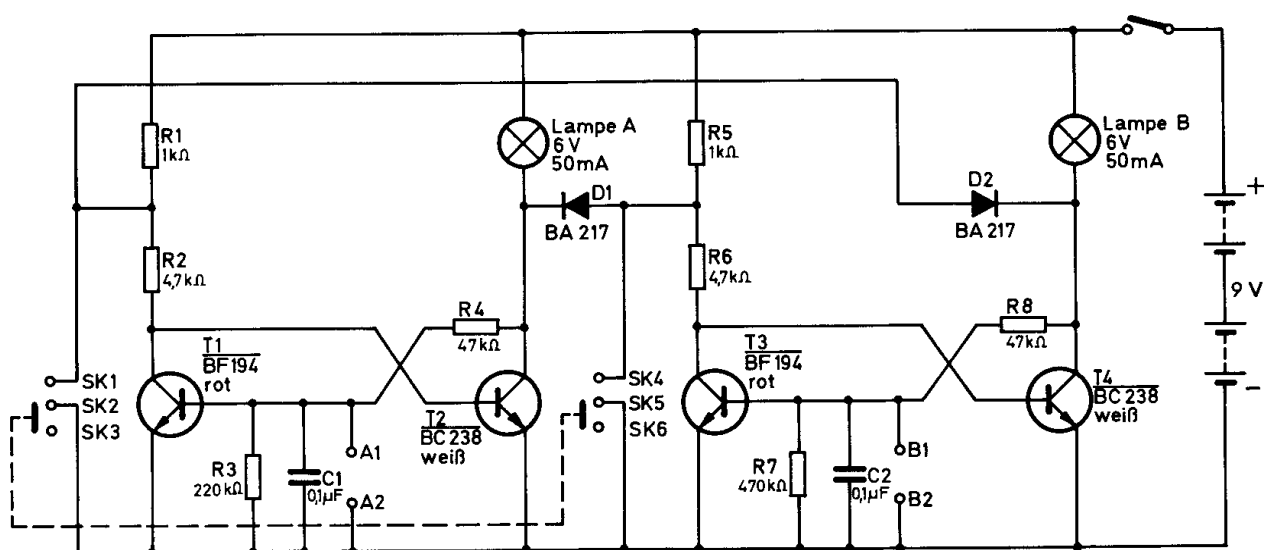 R1
1kΩ
R2
4,7kΩ
T1
BF194
rot
SK1
SK2
SK3
R3
220kΩ
C1
0,1µF
A1
A2
Lampe A
6V
50mA
D1
BA 217
R4
47kΩ
T2
BC 238
weiß
R5
1kΩ
R6
4,7kΩ
T3
BF 194
rot
SK4
SK5
SK6
R7
470kΩ
C2
0,1µF
B1
B2
Lampe B
6V
50mA
D2
BA 217
R8
47kΩ
T4
BC 238
weiß
+
9 V
-